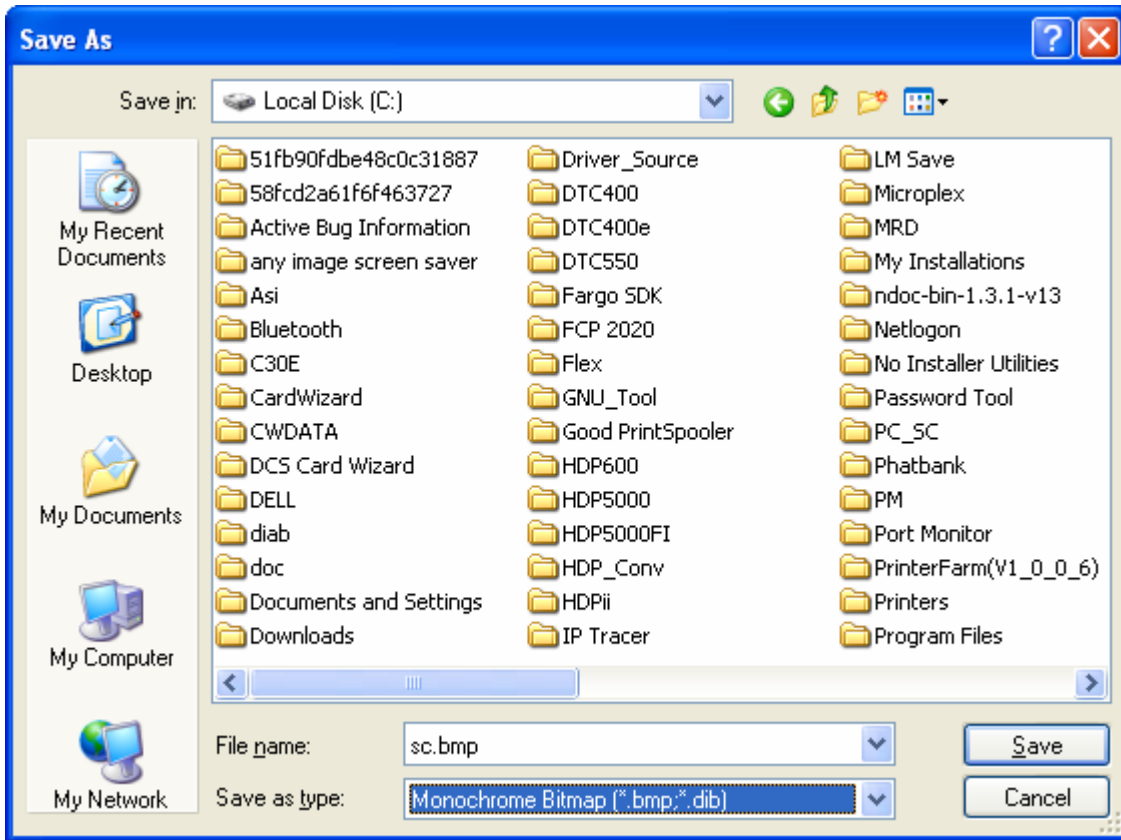 Save As
Save in: Local Disk (C:)
My Recent Documents
Desktop
My Documents
My Computer
My Network
51fb90fdbe48c0c31887
58fcd2a61f6f463727
Active Bug Information
any image screen saver
Asi
Bluetooth
C30E
CardWizard
CWDATA
DCS Card Wizard
DELL
diab
doc
Documents and Settings
Downloads
Driver_Source
DTC400
DTC400e
DTC550
Fargo SDK
FCP 2020
Flex
GNU_Tool
Good PrintSpooler
HDP600
HDP5000
HDP5000FI
HDP_Conv
HDPii
IP Tracer
LM Save
Microplex
MRD
My Installations
ndoc-bin-1.3.1-v13
Netlogon
No Installer Utilities
Password Tool
PC_SC
Phatbank
PM
Port Monitor
PrinterFarm(V1_0_0_6)
Printers
Program Files
File name: sc.bmp Save
Save as type: Monochrome Bitmap (*.bmp;*.dib) Cancel